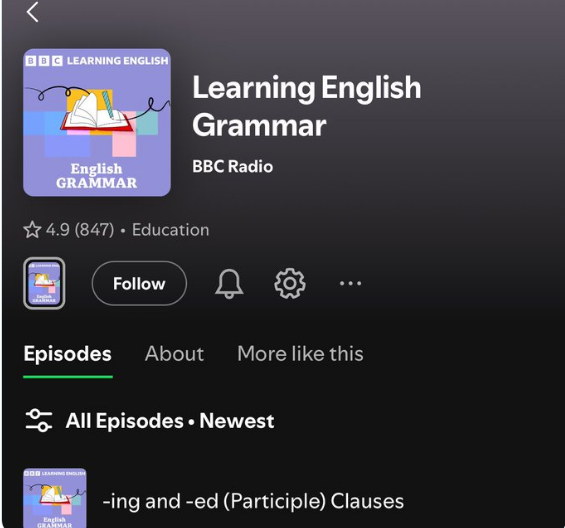 BBC LEARNING ENGLISH
English
GRAMMAR
Learning English
Grammar
BBC Radio
4.9 (847) • Education
Follow
Episodes About More like this
All Episodes • Newest
BBC LEARNING ENGLISH
English
-ing and -ed (Participle) Clauses